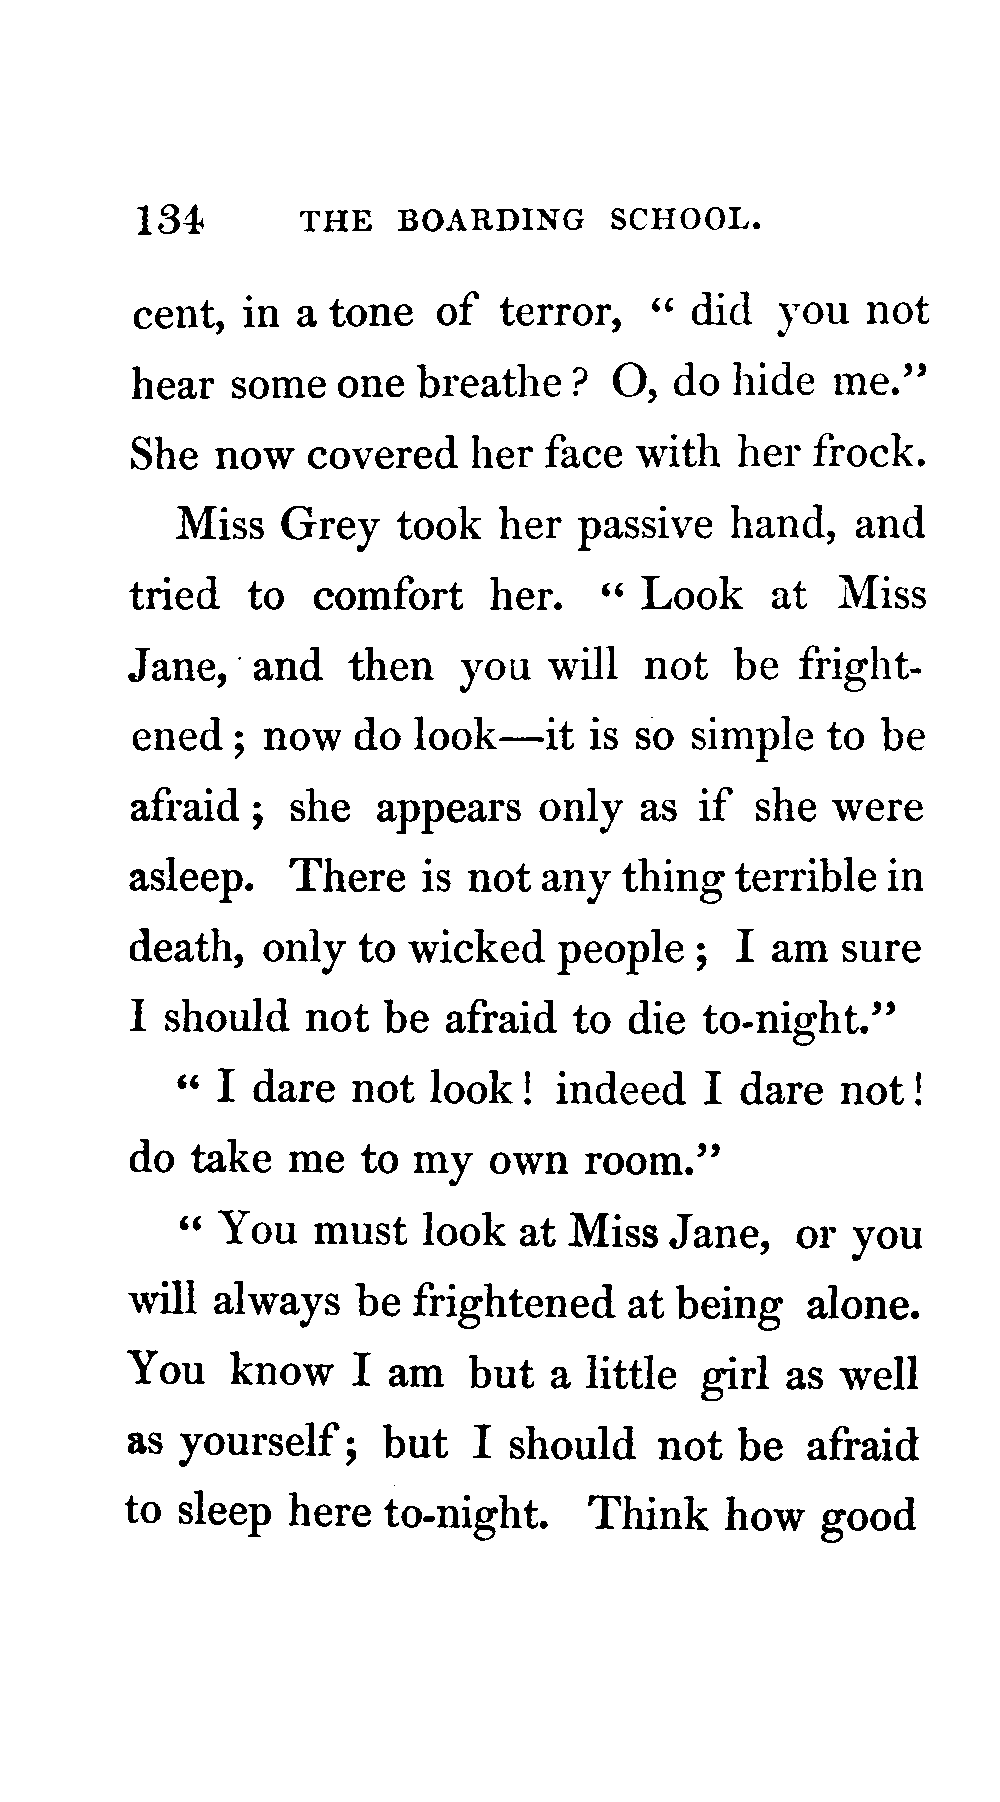 134 THE BOARDING SCHOOL.
cent, in a tone of terror, “ did you not
hear some one breathe ? O, do hide me.”
She now covered her face with her frock.
Miss Grey took her passive hand, and
tried to comfort her. “ Look at Miss
Jane, and then you will not be fright-
ened ; now do look—it is so simple to be
afraid ; she appears only as if she were
asleep. There is not any thing terrible in
death, only to wicked people ; I am sure
I should not be afraid to die to-night.”
“ I dare not look ! indeed I dare not !
do take me to my own room.”
“ You must look at Miss Jane, or you
will always be frightened at being alone.
You know I am but a little girl as well
as yourself ; but I should not be afraid
to sleep here to-night. Think how good